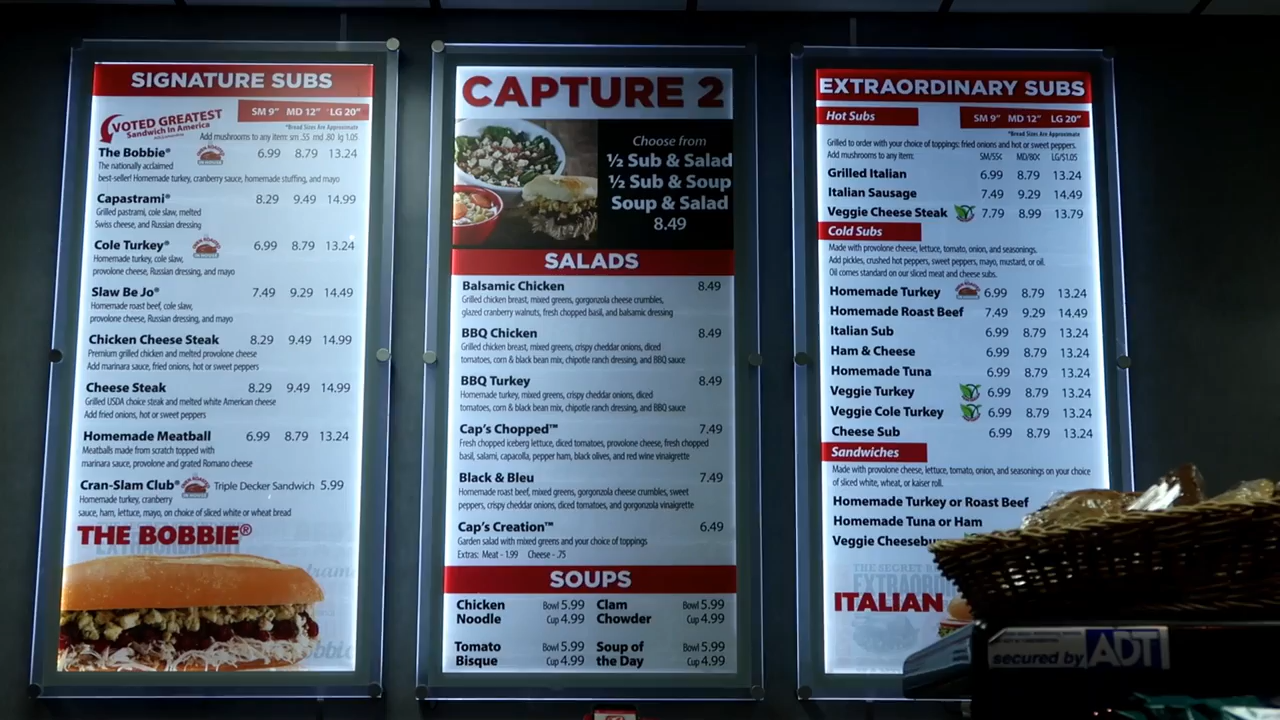 SIGNATURE SUBS
VOTED GREATEST
Sandwich In America
SM 9" MD 12" LG 20"
*Bread Sizes Are Approximate
Add mushrooms to any item: sm .55 md .80 lg 1.05
The Bobbie® 6.99 8.79 13.24
The nationally acclaimed
best-seller! Homemade turkey, cranberry sauce, homemade stuffing, and mayo
Capastrami® 8.29 9.49 14.99
Grilled pastrami, cole slaw, melted
Swiss cheese, and Russian dressing
Cole Turkey® 6.99 8.79 13.24
Homemade turkey, cole slaw,
provolone cheese, Russian dressing, and mayo
Slaw Be Jo® 7.49 9.29 14.49
Homemade roast beef, cole slaw,
provolone cheese, Russian dressing, and mayo
Chicken Cheese Steak 8.29 9.49 14.99
Premium grilled chicken and melted provolone cheese
Add marinara sauce, fried onions, hot or sweet peppers
Cheese Steak 8.29 9.49 14.99
Grilled USDA choice steak and melted white American cheese
Add fried onions, hot or sweet peppers
Homemade Meatball 6.99 8.79 13.24
Meatballs made from scratch topped with
marinara sauce, provolone and grated Romano cheese
Cran-Slam Club® Triple Decker Sandwich 5.99
Homemade turkey, cranberry
sauce, ham, lettuce, mayo, on choice of sliced white or wheat bread
THE BOBBIE®
EXTRAORDINARY
CAPTURE 2
Choose from
½ Sub & Salad
½ Sub & Soup
Soup & Salad
8.49
SALADS
Balsamic Chicken 8.49
Grilled chicken breast, mixed greens, gorgonzola cheese crumbles,
glazed cranberry walnuts, fresh chopped basil, and balsamic dressing
BBQ Chicken 8.49
Grilled chicken breast, mixed greens, crispy cheddar onions, diced
tomatoes, corn & black bean mix, chipotle ranch dressing, and BBQ sauce
BBQ Turkey 8.49
Homemade turkey, mixed greens, crispy cheddar onions, diced
tomatoes, corn & black bean mix, chipotle ranch dressing, and BBQ sauce
Cap's Chopped™ 7.49
Fresh chopped iceberg lettuce, diced tomatoes, provolone cheese, fresh chopped
basil, salami, capacolla, pepper ham, black olives, and red wine vinaigrette
Black & Bleu 7.49
Homemade roast beef, mixed greens, gorgonzola cheese crumbles, sweet
peppers, crispy cheddar onions, diced tomatoes, and gorgonzola vinaigrette
Cap's Creation™ 6.49
Garden salad with mixed greens and your choice of toppings
Extras: Meat - 1.99 Cheese - .75
SOUPS
Chicken Noodle Bowl 5.99 Cup 4.99
Clam Chowder Bowl 5.99 Cup 4.99
Tomato Bisque Bowl 5.99 Cup 4.99
Soup of the Day Bowl 5.99 Cup 4.99
EXTRAORDINARY SUBS
Hot Subs SM 9" MD 12" LG 20"
*Bread Sizes Are Approximate
Grilled to order with your choice of toppings: fried onions and hot or sweet peppers.
Add mushrooms to any item: SM/55¢ MD/80¢ LG/$1.05
Grilled Italian 6.99 8.79 13.24
Italian Sausage 7.49 9.29 14.49
Veggie Cheese Steak 7.79 8.99 13.79
Cold Subs
Made with provolone cheese, lettuce, tomato, onion, and seasonings.
Add pickles, crushed hot peppers, sweet peppers, mayo, mustard, or oil.
Oil comes standard on our sliced meat and cheese subs.
Homemade Turkey 6.99 8.79 13.24
Homemade Roast Beef 7.49 9.29 14.49
Italian Sub 6.99 8.79 13.24
Ham & Cheese 6.99 8.79 13.24
Homemade Tuna 6.99 8.79 13.24
Veggie Turkey 6.99 8.79 13.24
Veggie Cole Turkey 6.99 8.79 13.24
Cheese Sub 6.99 8.79 13.24
Sandwiches
Made with provolone cheese, lettuce, tomato, onion, and seasonings on your choice
of sliced white, wheat, or kaiser roll.
Homemade Turkey or Roast Beef
Homemade Tuna or Ham
Veggie
THE SECRET
ITALIAN
secured by ADT